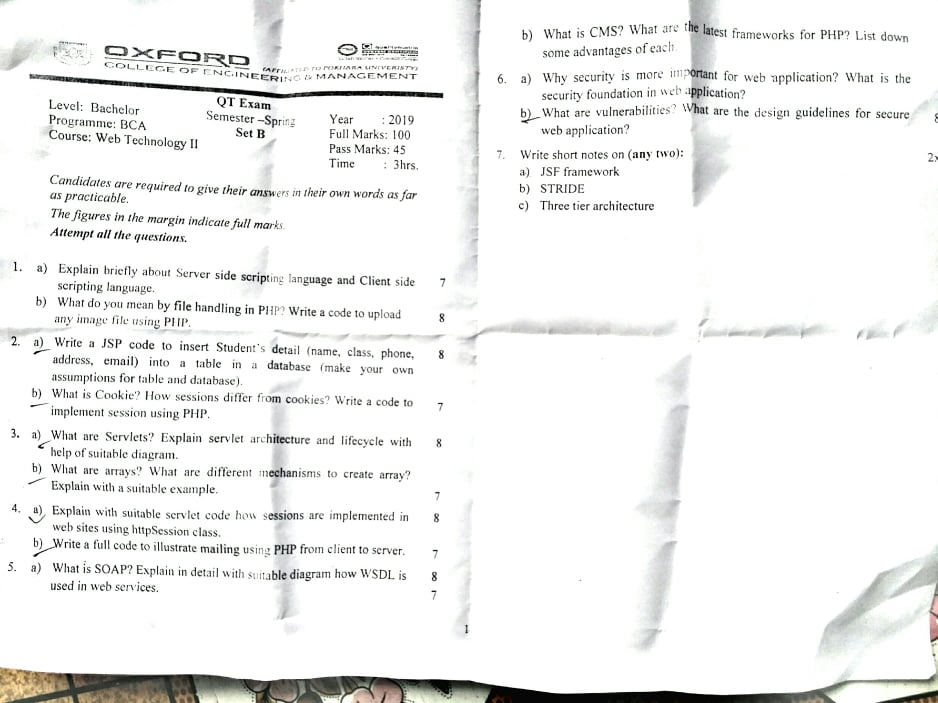 OXFORD
COLLEGE OF ENGINEERING & MANAGEMENT
(AFFILIATED TO POKHARA UNIVERISTY)
QT Exam
Level: Bachelor
Semester –Spring
Year : 2019
Programme: BCA
Set B
Full Marks: 100
Course: Web Technology II
Pass Marks: 45
Time : 3hrs.
Candidates are required to give their answers in their own words as far
as practicable.
The figures in the margin indicate full marks.
Attempt all the questions.
1. a) Explain briefly about Server side scripting language and Client side 7
scripting language.
b) What do you mean by file handling in PHP? Write a code to upload 8
any image file using PHP.
2. a) Write a JSP code to insert Student's detail (name, class, phone, 8
address, email) into a table in a database (make your own
assumptions for table and database).
b) What is Cookie? How sessions differ from cookies? Write a code to 7
implement session using PHP.
3. a) What are Servlets? Explain servlet architecture and lifecycle with 8
help of suitable diagram.
b) What are arrays? What are different mechanisms to create array?
Explain with a suitable example. 7
4. a) Explain with suitable servlet code how sessions are implemented in 8
web sites using httpSession class.
b) Write a full code to illustrate mailing using PHP from client to server. 7
5. a) What is SOAP? Explain in detail with suitable diagram how WSDL is 8
used in web services. 7
1
b) What is CMS? What are the latest frameworks for PHP? List down
some advantages of each.
6. a) Why security is more important for web application? What is the
security foundation in web application?
b) What are vulnerabilities? What are the design guidelines for secure 8
web application?
7. Write short notes on (any two): 2x
a) JSF framework
b) STRIDE
c) Three tier architecture